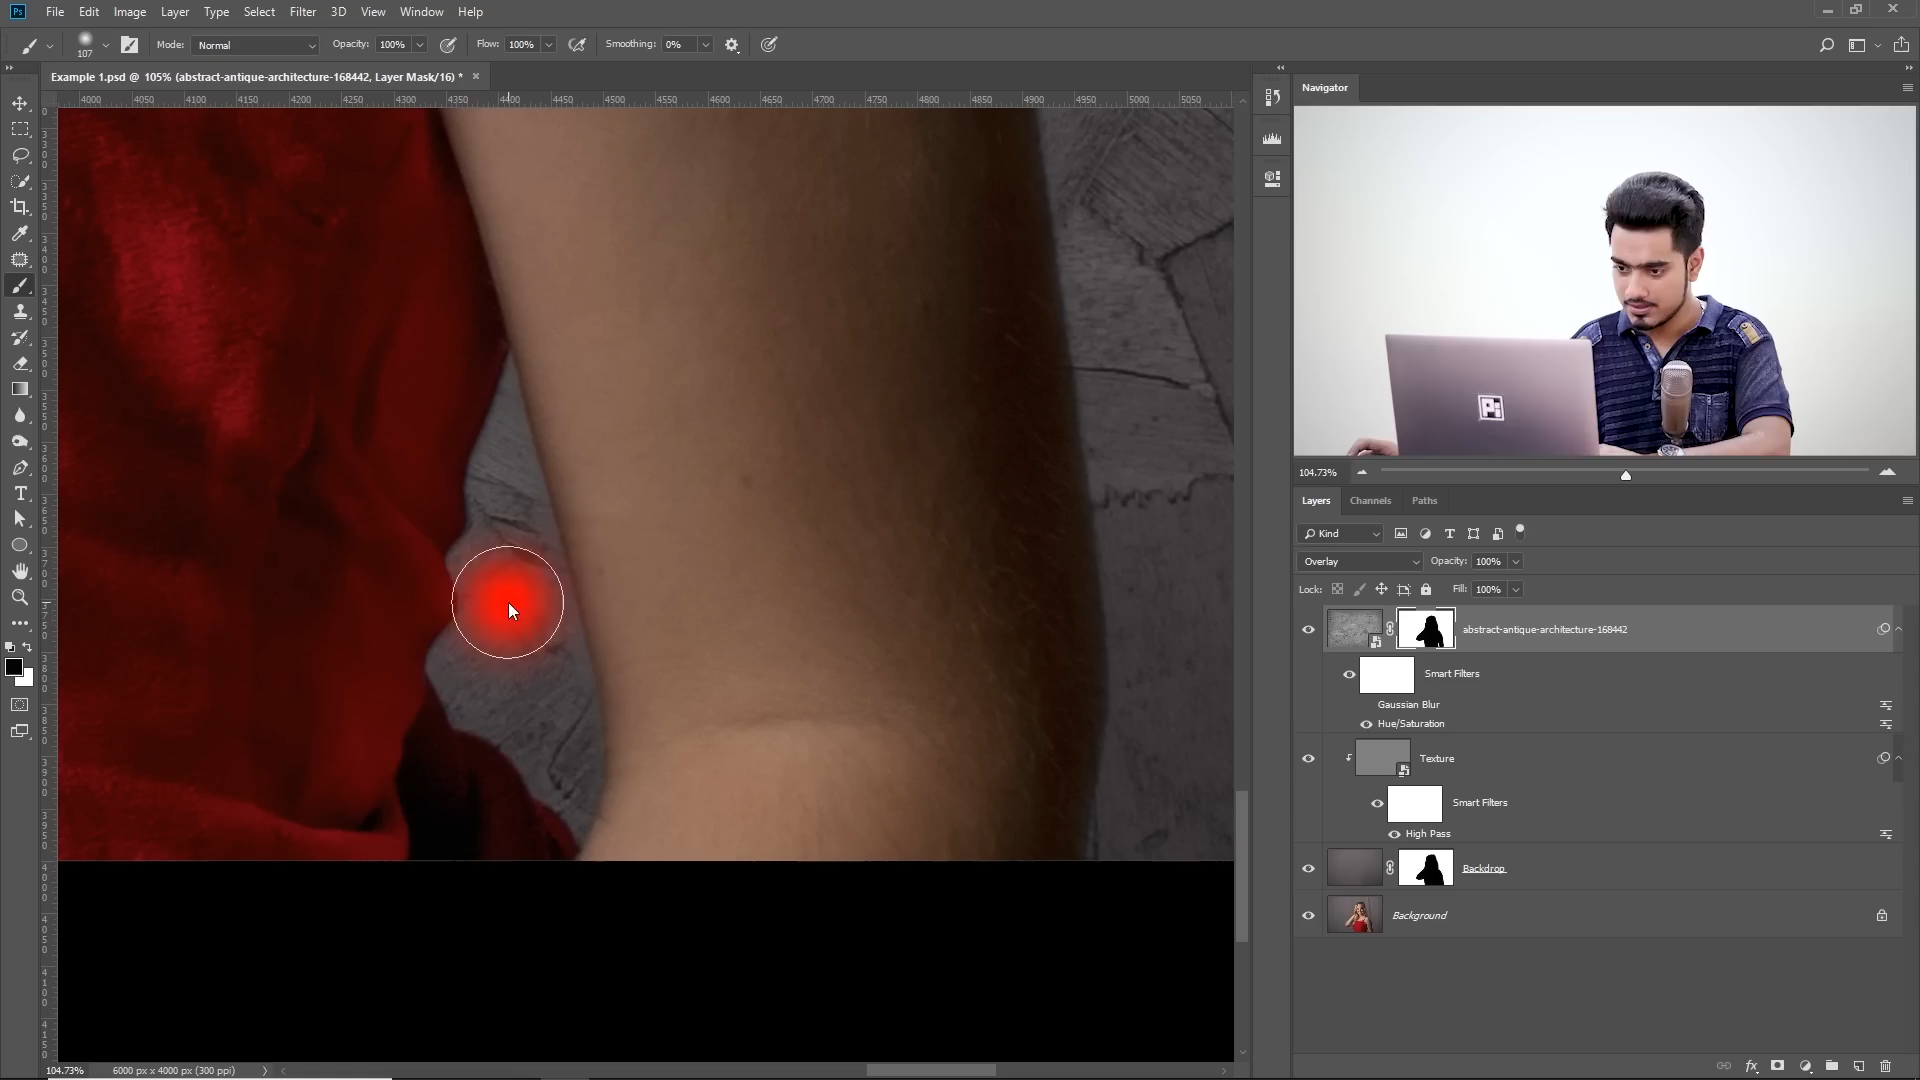 Ps File Edit Image Layer Type Select Filter 3D View Window Help
107 Mode: Normal Opacity: 100% Flow: 100% Smoothing: 0%
Example 1.psd @ 105% (abstract-antique-architecture-168442, Layer Mask/16) * ×
Navigator
4000 4050 4100 4150 4200 4250 4300 4350 4400 4450 4500 4550 4600 4650 4700 4750 4800 4850 4900 4950 5000 5050
Pi
104.73%
Layers Channels Paths
Kind
Overlay Opacity: 100%
Lock: Fill: 100%
abstract-antique-architecture-168442
Smart Filters
Gaussian Blur
Hue/Saturation
Texture
Smart Filters
High Pass
Backdrop
Background
fx
104.73% 6000 px x 4000 px (300 ppi)